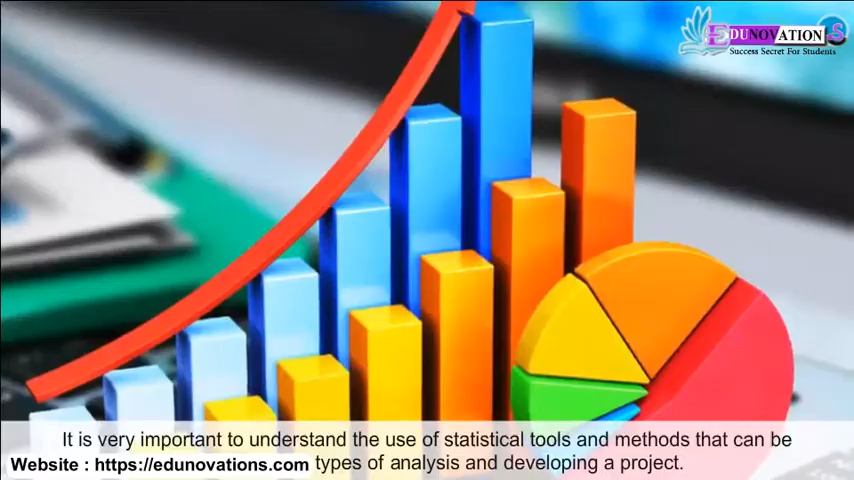 EDUNOVATIONS
Success Secret For Students
It is very important to understand the use of statistical tools and methods that can be
Website : https://edunovations.com types of analysis and developing a project.